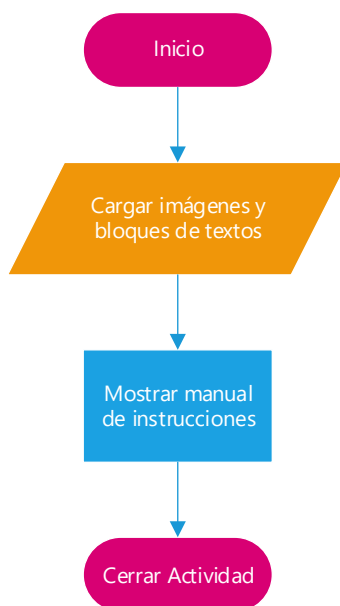 Inicio
Cargar imágenes y
bloques de textos
Mostrar manual
de instrucciones
Cerrar Actividad